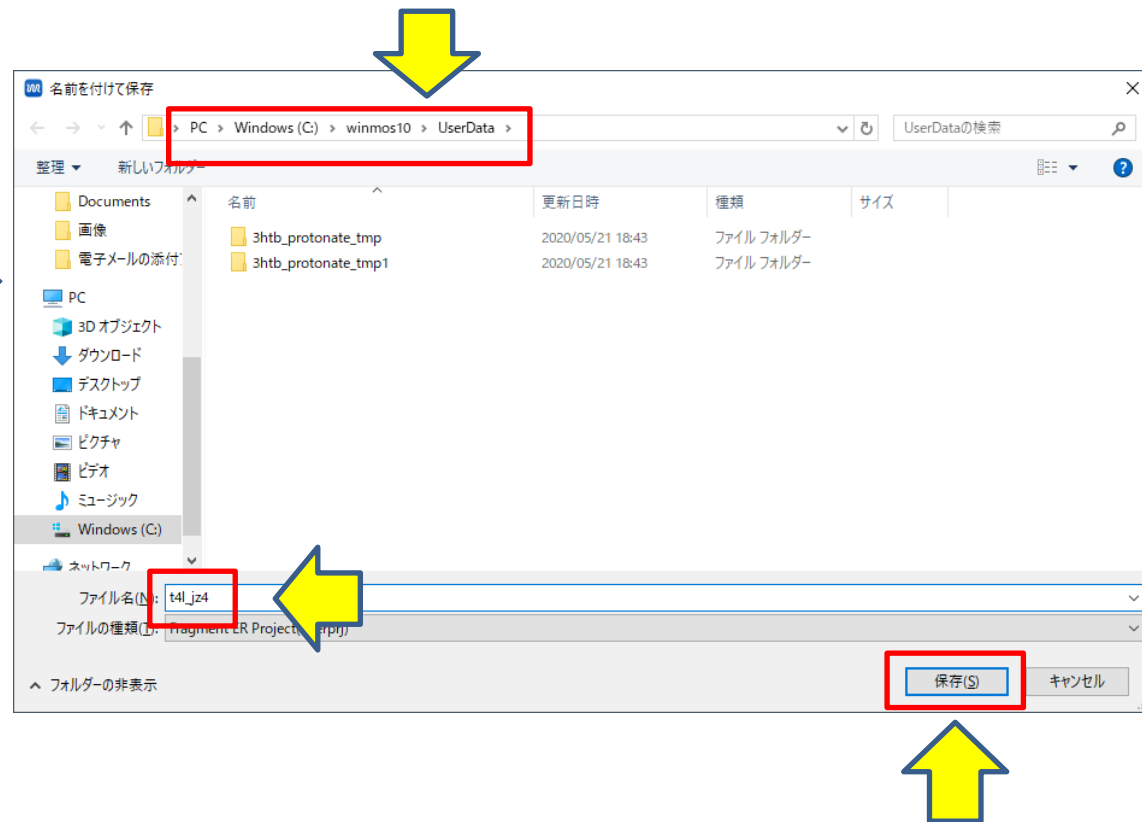 名前を付けて保存
PC › Windows (C:) › winmos10 › UserData ›
UserDataの検索
整理
新しいフォルダー
Documents
画像
電子メールの添付
PC
3D オブジェクト
ダウンロード
デスクトップ
ドキュメント
ピクチャ
ビデオ
ミュージック
Windows (C:)
ネットワーク
名前 更新日時 種類 サイズ
3htb_protonate_tmp 2020/05/21 18:43 ファイル フォルダー
3htb_protonate_tmp1 2020/05/21 18:43 ファイル フォルダー
ファイル名(N): t4l_jz4
ファイルの種類(T): Fragment ER Project(
フォルダーの非表示
保存(S) キャンセル